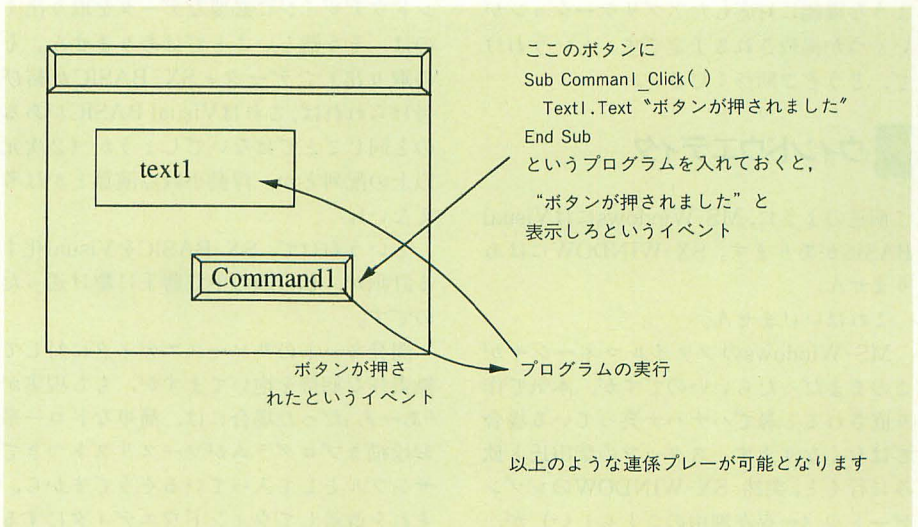 ここのボタンに
Sub Comman1_Click( )
Text1.Text “ボタンが押されました”
End Sub
というプログラムを入れておくと，
“ボタンが押されました” と
表示しろというイベント
text1
Command1
ボタンが押さ
れたというイベント
プログラムの実行
以上のような連係プレーが可能となります